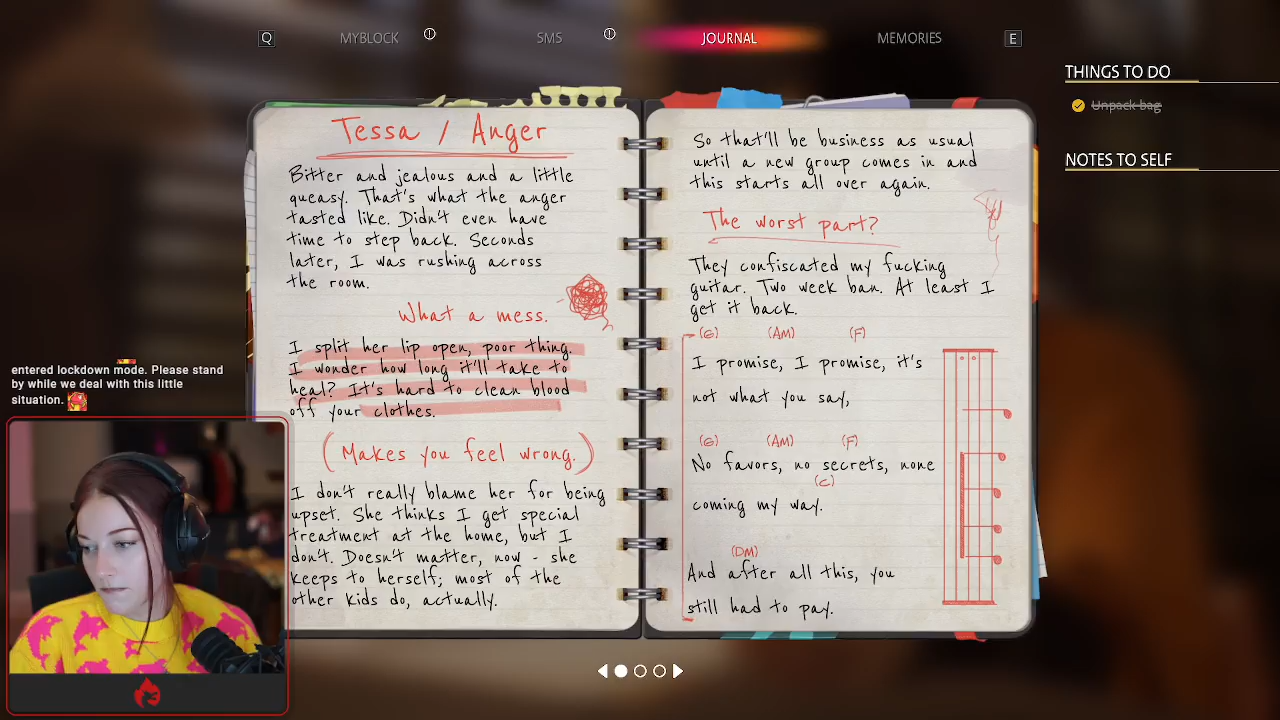 Q
MYBLOCK
SMS
JOURNAL
MEMORIES
E
THINGS TO DO
Unpack bag
NOTES TO SELF
Tessa / Anger
Bitter and jealous and a little
queasy. That's what the anger
tasted like. Didn't even have
time to step back. Seconds
later, I was rushing across
the room.
What a mess.
I split her lip open, poor thing.
I wonder how long it'll take to
heal? It's hard to clean blood
off your clothes.
(Makes you feel wrong.)
I don't really blame her for being
upset. She thinks I get special
treatment at the home, but I
don't. Doesn't matter, now - she
keeps to herself; most of the
other kids do, actually.
So that'll be business as usual
until a new group comes in and
this starts all over again.
The worst part?
They confiscated my fucking
guitar. Two week ban. At least I
get it back.
(G) (AM) (F)
I promise, I promise, it's
not what you say,
(G) (AM) (F)
No favors, no secrets, none
(C)
coming my way.
(DM)
And after all this, you
still had to pay.
entered lockdown mode. Please stand
by while we deal with this little
situation.